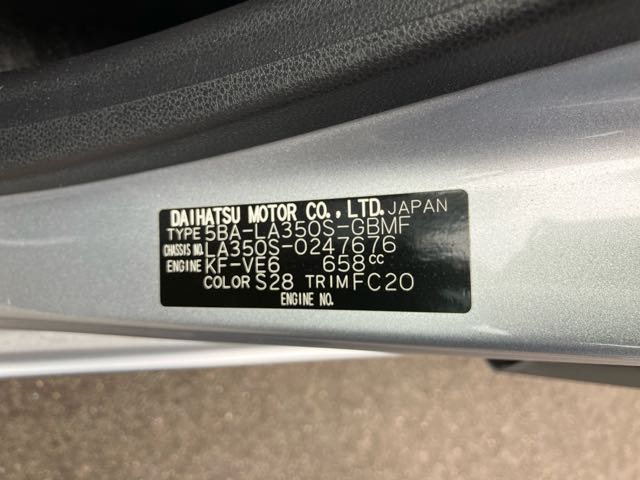 DAIHATSU MOTOR CO., LTD. JAPAN
TYPE 5BA-LA350S-GBMF
CHASSIS NO. LA350S-0247676
ENGINE KF-VE6 658cc
COLOR S28 TRIM FC20
ENGINE NO.